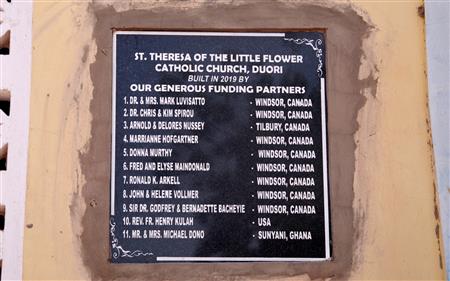 ST. THERESA OF THE LITTLE FLOWER
CATHOLIC CHURCH, DUORI
BUILT IN 2019 BY
OUR GENEROUS FUNDING PARTNERS
1 DR. & MRS. MARK LUVISATTO - WINDSOR, CANADA
2 DR. CHRIS & KIM SPIROU - WINDSOR, CANADA
3 ARNOLD & DELORES NUSSEY - TILBURY, CANADA
4 MARRIANNE HOFGARTNER - WINDSOR, CANADA
5 DONNA MURTHY - WINDSOR, CANADA
6 FRED AND ELYSE MAINDONALD - WINDSOR, CANADA
7 RONALD K. ARKELL - WINDSOR, CANADA
8 JOHN & HELENE VOLLMER - WINDSOR, CANADA
9 SIR DR. GODFREY & BERNADETTE BACHEYIE - WINDSOR, CANADA
10 REV. FR. HENRY KULAH - USA
11 MR. & MRS. MICHAEL DONO - SUNYANI, GHANA